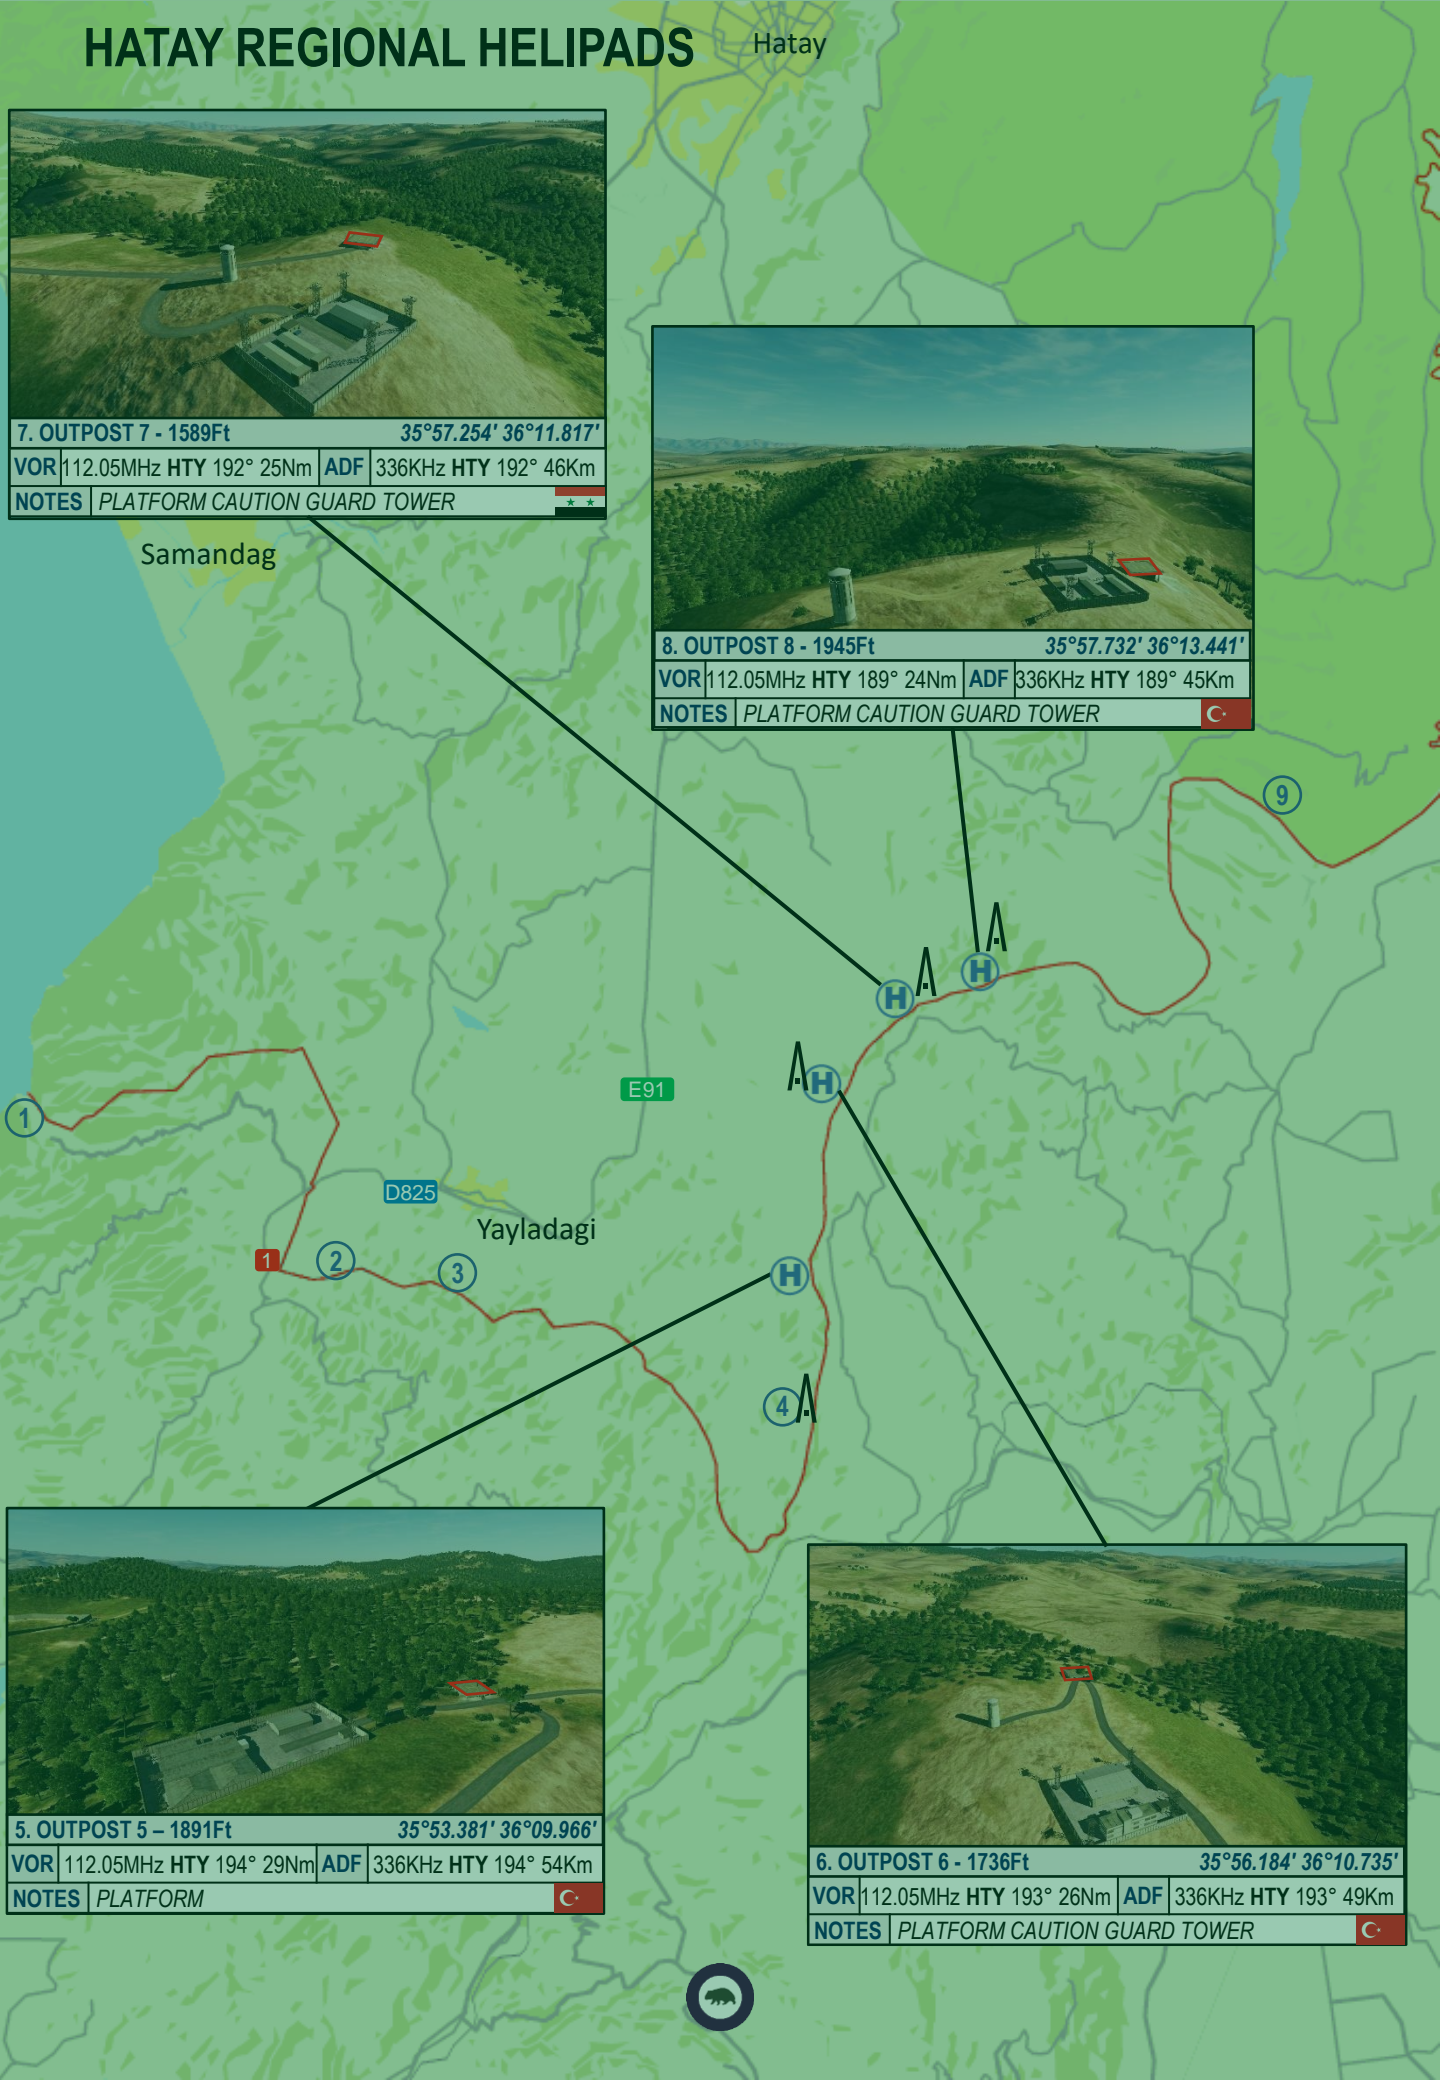 HATAY REGIONAL HELIPADS
Hatay
7. OUTPOST 7 - 1589Ft 35°57.254' 36°11.817'
VOR 112.05MHz HTY 192° 25Nm ADF 336KHz HTY 192° 46Km
NOTES PLATFORM CAUTION GUARD TOWER
Samandag
8. OUTPOST 8 - 1945Ft 35°57.732' 36°13.441'
VOR 112.05MHz HTY 189° 24Nm ADF 336KHz HTY 189° 45Km
NOTES PLATFORM CAUTION GUARD TOWER
9
H
H
H
E91
1
D825
Yayladagi
1
2
3
H
4
5. OUTPOST 5 – 1891Ft 35°53.381' 36°09.966'
VOR 112.05MHz HTY 194° 29Nm ADF 336KHz HTY 194° 54Km
NOTES PLATFORM
6. OUTPOST 6 - 1736Ft 35°56.184' 36°10.735'
VOR 112.05MHz HTY 193° 26Nm ADF 336KHz HTY 193° 49Km
NOTES PLATFORM CAUTION GUARD TOWER